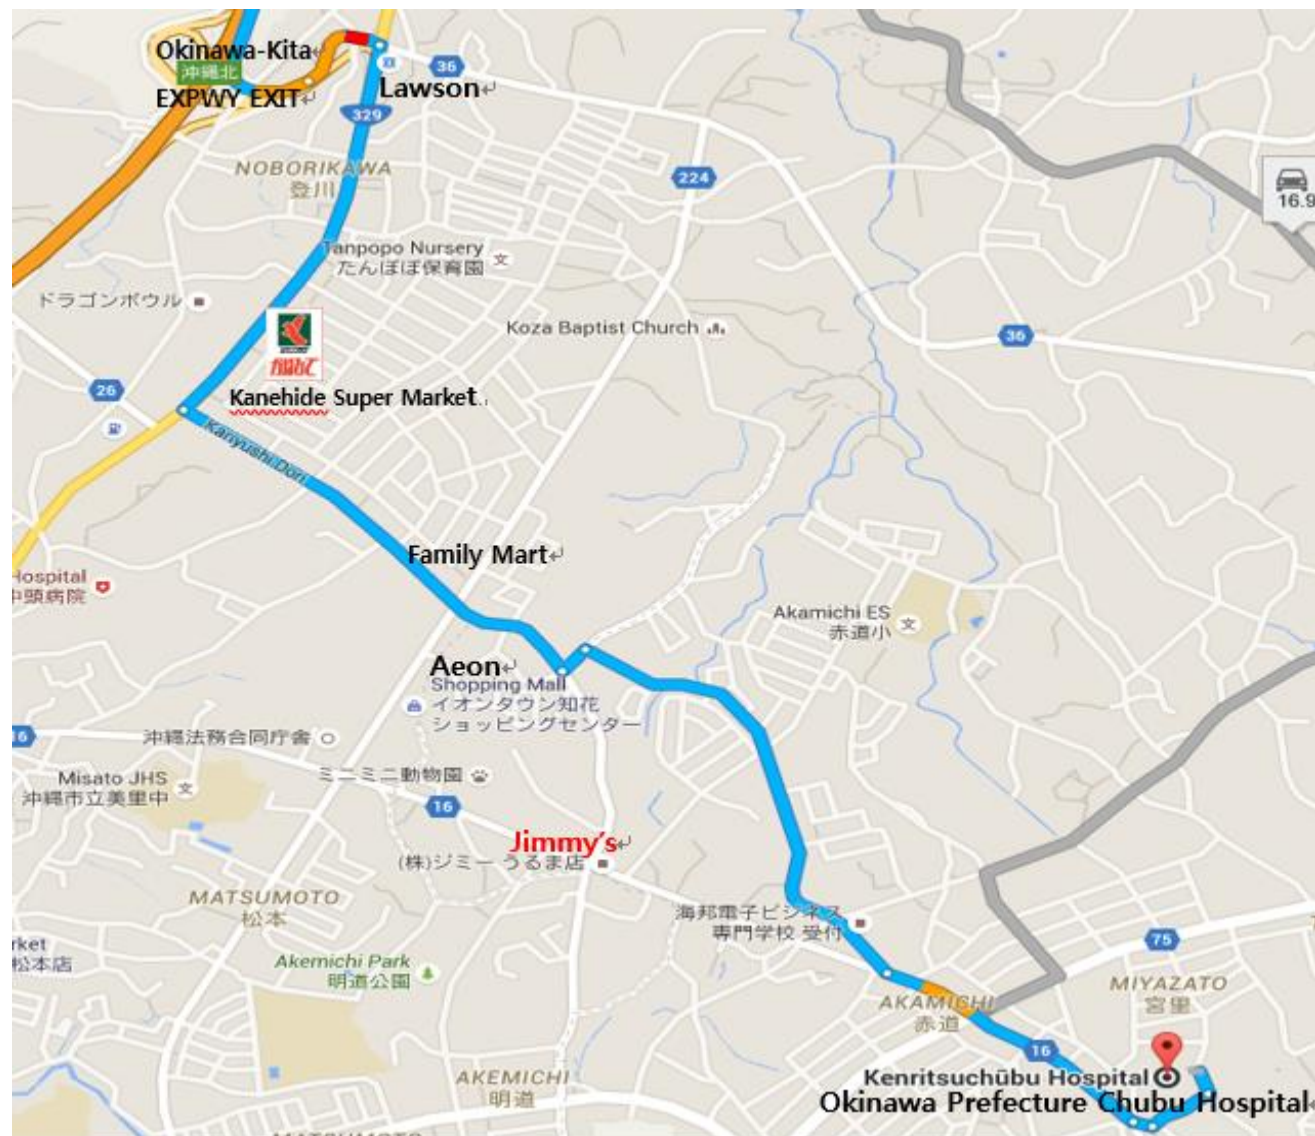 Okinawa-Kita
沖縄北
EXPWY EXIT
36
Lawson
329
NOBORIKAWA
登川
224
16.9
Tanpopo Nursery
たんぽぽ保育園
ドラゴンボウル
Koza Baptist Church
36
かねひで
Kanehide Super Market
26
Kariyushi Dori
Family Mart
Hospital
中頭病院
Akamichi ES
赤道小
Aeon
Shopping Mall
イオンタウン知花
ショッピングセンター
16
沖縄法務合同庁舎
ミニミニ動物園
Misato JHS
沖縄市立美里中
16
Jimmy's
(株)ジミー うるま店
MATSUMOTO
松本
海邦電子ビジネス
専門学校 受付
75
rket
松本店
Akemichi Park
明道公園
MIYAZATO
宮里
AKAMICHI
赤道
16
AKEMICHI
明道
Kenritsuchūbu Hospital
Okinawa Prefecture Chubu Hospital
MATSUMOTO